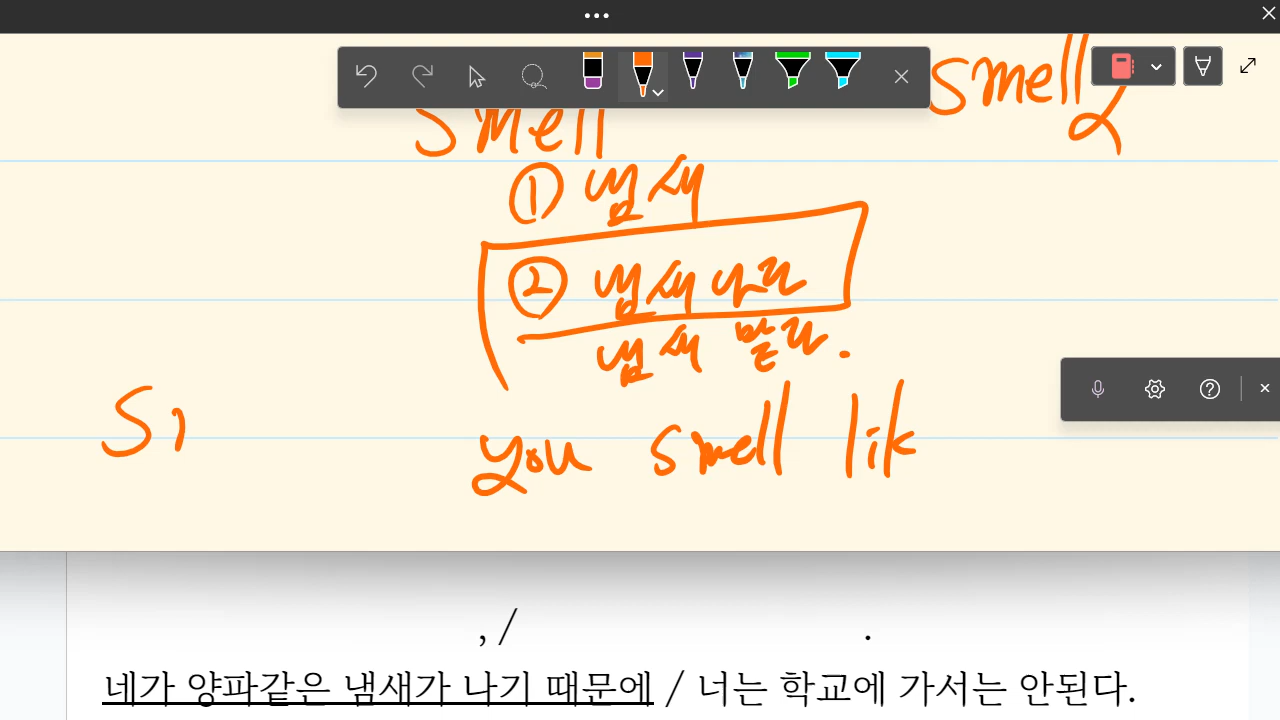 smell
smelly
① 냄새
② 냄새 나다
냄새 맡다.
Si you smell lik
, / .
네가 양파같은 냄새가 나기 때문에 / 너는 학교에 가서는 안된다.